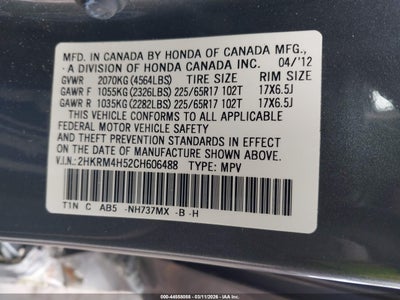 MFD. IN CANADA BY HONDA OF CANADA MFG.,
· A DIVISION OF HONDA CANADA INC. 04/'12
GVWR 2070KG (4564LBS) TIRE SIZE RIM SIZE
GAWR F 1055KG (2326LBS) 225/65R17 102T 17X6.5J
GAWR R 1035KG (2282LBS) 225/65R17 102T 17X6.5J
THIS VEHICLE CONFORMS TO ALL APPLICABLE
FEDERAL MOTOR VEHICLE SAFETY, BUMPER,
AND THEFT PREVENTION STANDARDS IN EFFECT
ON THE DATE OF MANUFACTURE SHOWN ABOVE.
V.I.N.: 2HKRM4H52CH606488 TYPE: MPV
T1N C AB5 -NH737MX -B -H
000-44658088 - 03/11/2026 - IAA Inc